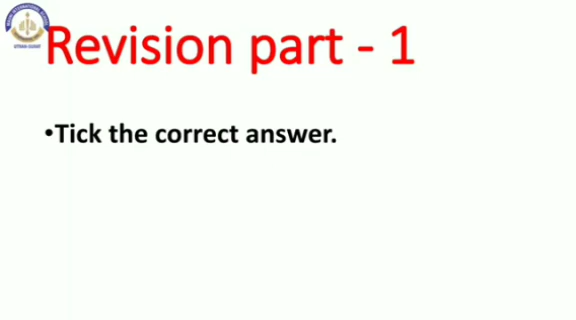 Revision part - 1
•Tick the correct answer.